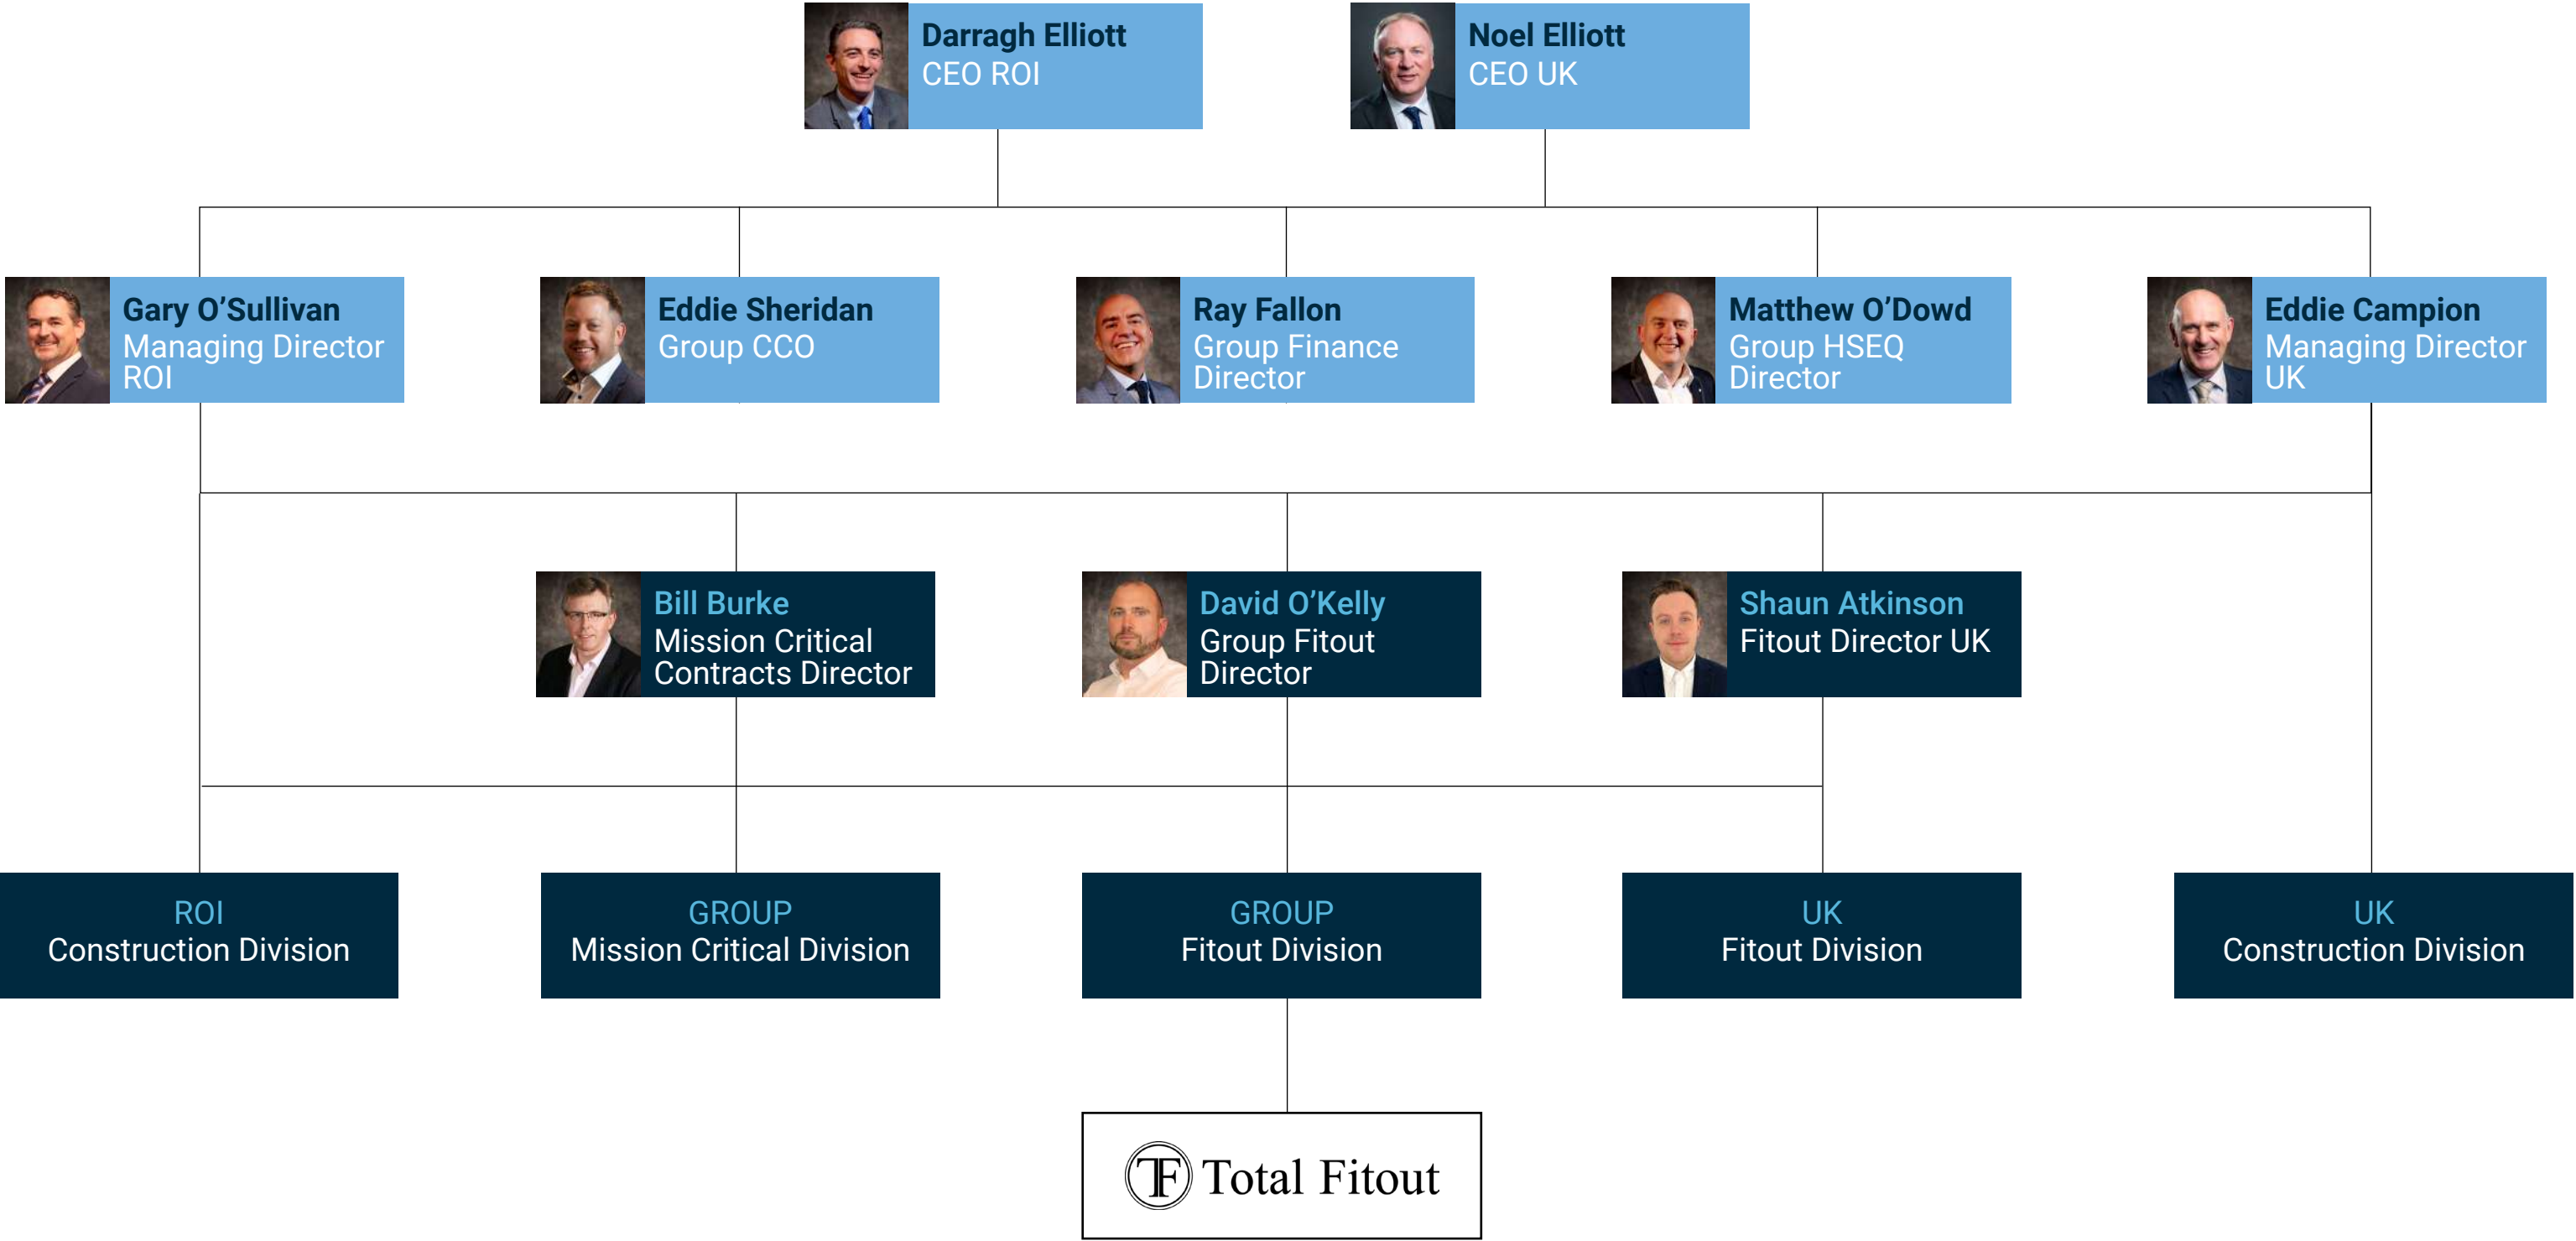 Darragh Elliott
CEO ROI
Noel Elliott
CEO UK
Gary O’Sullivan
Managing Director
ROI
Eddie Sheridan
Group CCO
Ray Fallon
Group Finance
Director
Matthew O’Dowd
Group HSEQ
Director
Eddie Campion
Managing Director
UK
Bill Burke
Mission Critical
Contracts Director
David O’Kelly
Group Fitout
Director
Shaun Atkinson
Fitout Director UK
ROI
Construction Division
GROUP
Mission Critical Division
GROUP
Fitout Division
UK
Fitout Division
UK
Construction Division
TF Total Fitout